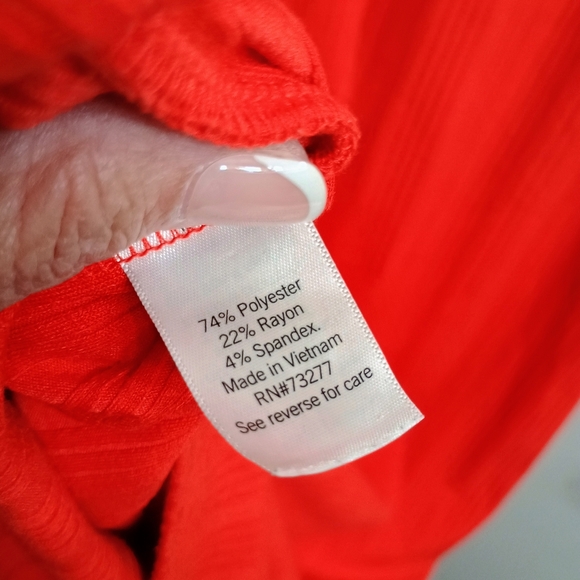 74% Polyester
22% Rayon
4% Spandex.
Made in Vietnam
RN#73277
See reverse for care